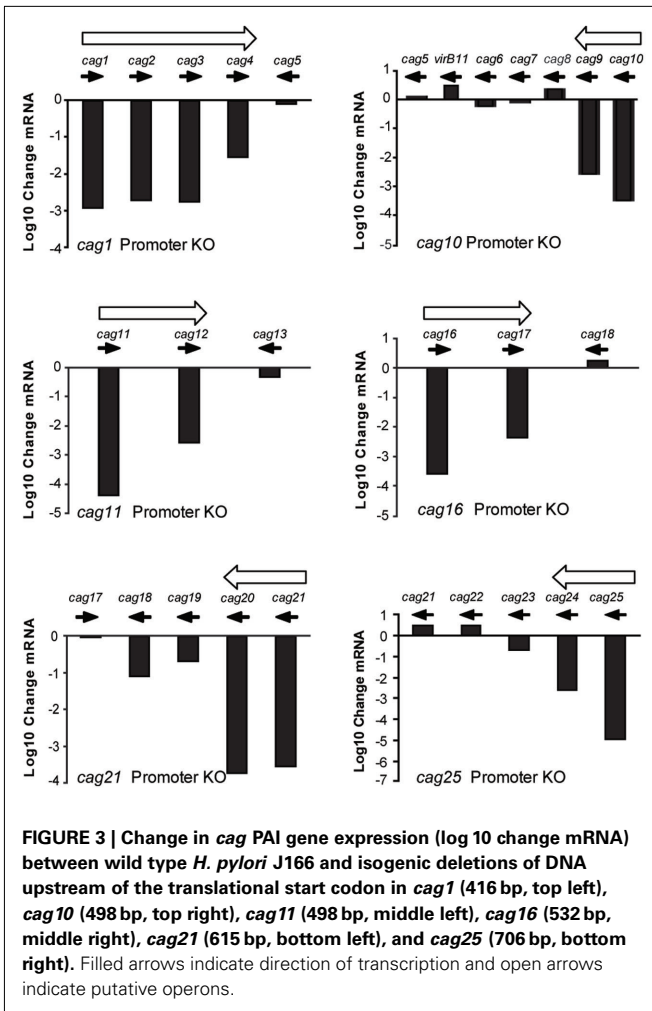 cag1 cag2 cag3 cag4 cag5
0
-1
-2
-3
-4
Log10 Change mRNA
cag1 Promoter KO
cag5 virB11 cag6 cag7 cag8 cag9 cag10
1
0
-1
-2
-3
-4
-5
Log10 Change mRNA
cag10 Promoter KO
cag11 cag12 cag13
0
-1
-2
-3
-4
-5
Log10 Change mRNA
cag11 Promoter KO
cag16 cag17 cag18
1
0
-1
-2
-3
-4
-5
Log10 Change mRNA
cag16 Promoter KO
cag17 cag18 cag19 cag20 cag21
0
-1
-2
-3
-4
Log10 Change mRNA
cag21 Promoter KO
cag21 cag22 cag23 cag24 cag25
1
0
-1
-2
-3
-4
-5
-6
-7
Log10 Change mRNA
cag25 Promoter KO
FIGURE 3 | Change in cag PAI gene expression (log 10 change mRNA)
between wild type H. pylori J166 and isogenic deletions of DNA
upstream of the translational start codon in cag1 (416 bp, top left),
cag10 (498 bp, top right), cag11 (498 bp, middle left), cag16 (532 bp,
middle right), cag21 (615 bp, bottom left), and cag25 (706 bp, bottom
right). Filled arrows indicate direction of transcription and open arrows
indicate putative operons.